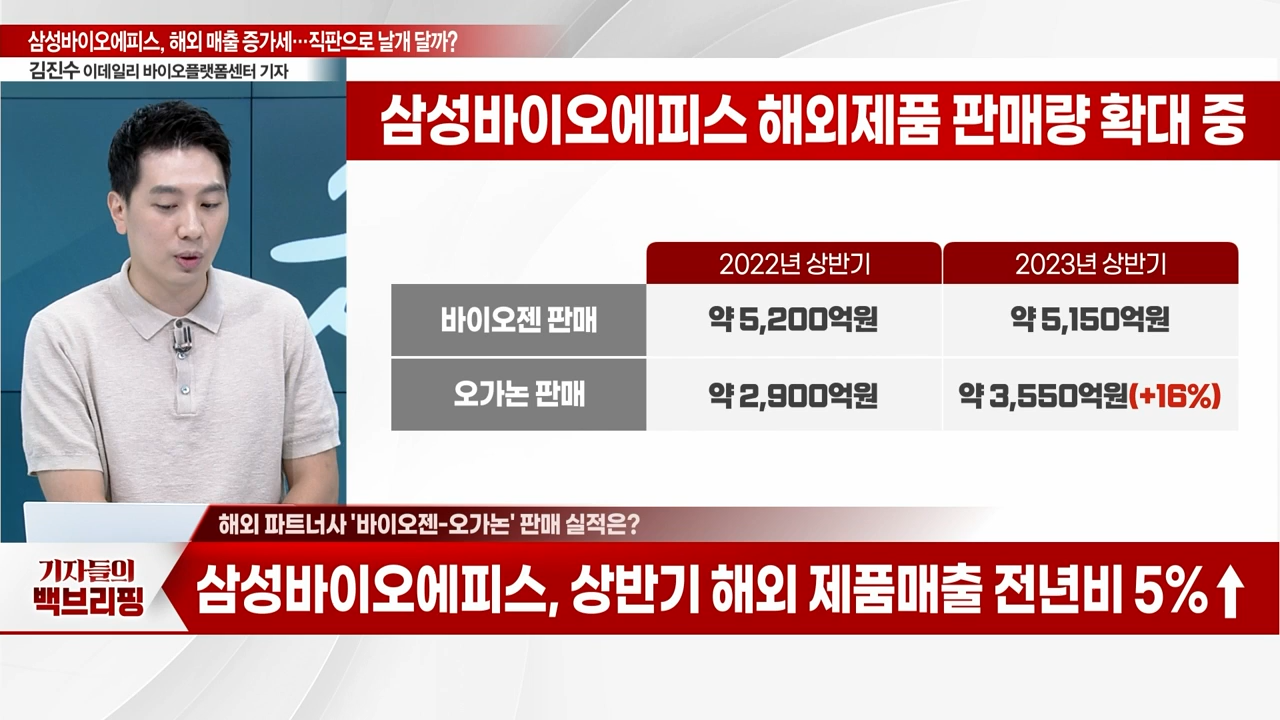 삼성바이오에피스, 해외 매출 증가세…직판으로 날개 달까?
김진수 이데일리 바이오플랫폼센터 기자
삼성바이오에피스 해외제품 판매량 확대 중
2022년 상반기 2023년 상반기
바이오젠 판매 약 5,200억원 약 5,150억원
오가논 판매 약 2,900억원 약 3,550억원(+16%)
해외 파트너사 '바이오젠-오가논' 판매 실적은?
기자들의
백브리핑
삼성바이오에피스, 상반기 해외 제품매출 전년비 5%↑